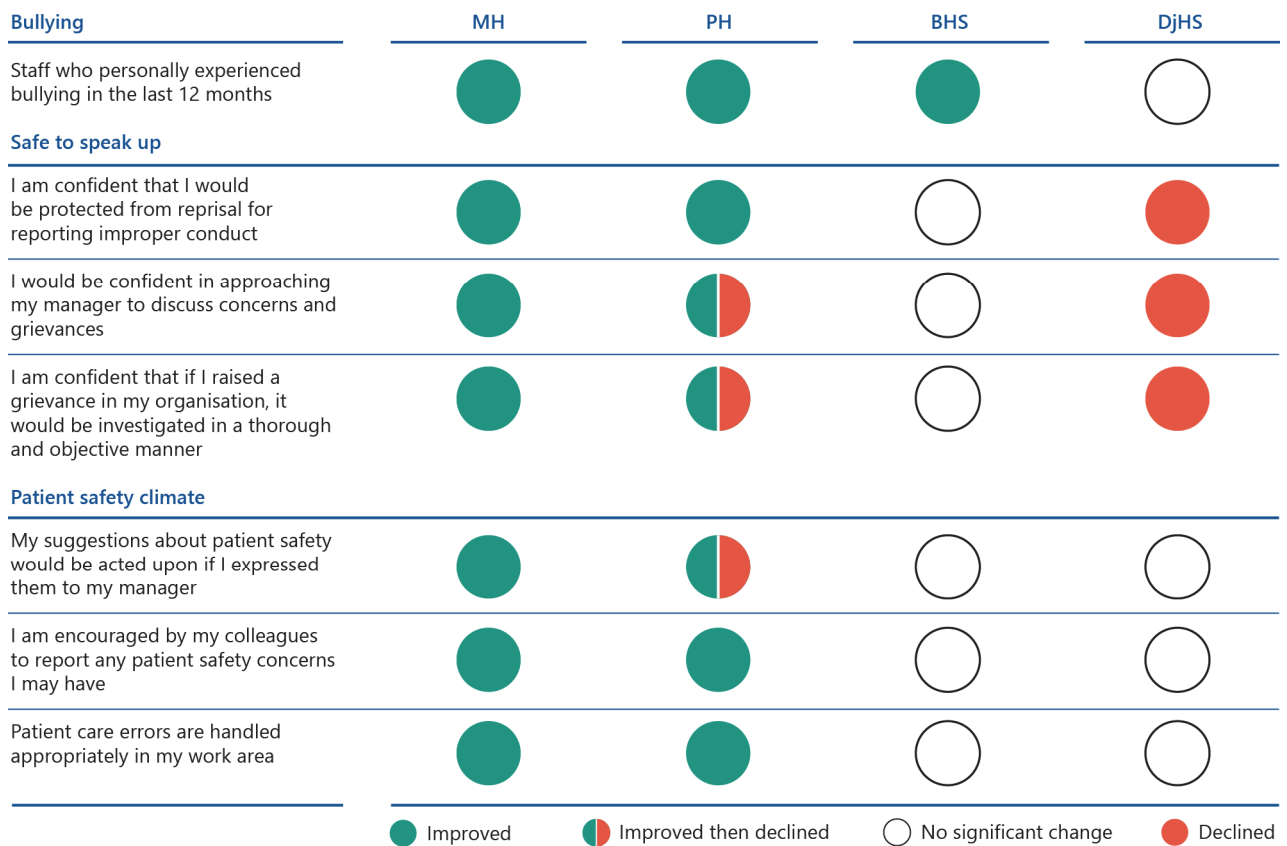 Bullying MH PH BHS DjHS
Staff who personally experienced
bullying in the last 12 months
Safe to speak up
I am confident that I would
be protected from reprisal for
reporting improper conduct
I would be confident in approaching
my manager to discuss concerns and
grievances
I am confident that if I raised a
grievance in my organisation, it
would be investigated in a thorough
and objective manner
Patient safety climate
My suggestions about patient safety
would be acted upon if I expressed
them to my manager
I am encouraged by my colleagues
to report any patient safety concerns
I may have
Patient care errors are handled
appropriately in my work area
Improved Improved then declined No significant change Declined